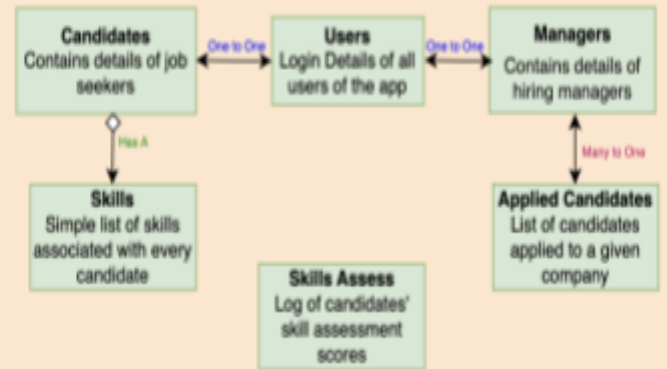 Candidates
Contains details of job
seekers
One to One
Users
Login Details of all
users of the app
One to One
Managers
Contains details of
hiring managers
Has A
Many to One
Skills
Simple list of skills
associated with every
candidate
Applied Candidates
List of candidates
applied to a given
company
Skills Assess
Log of candidates'
skill assessment
scores